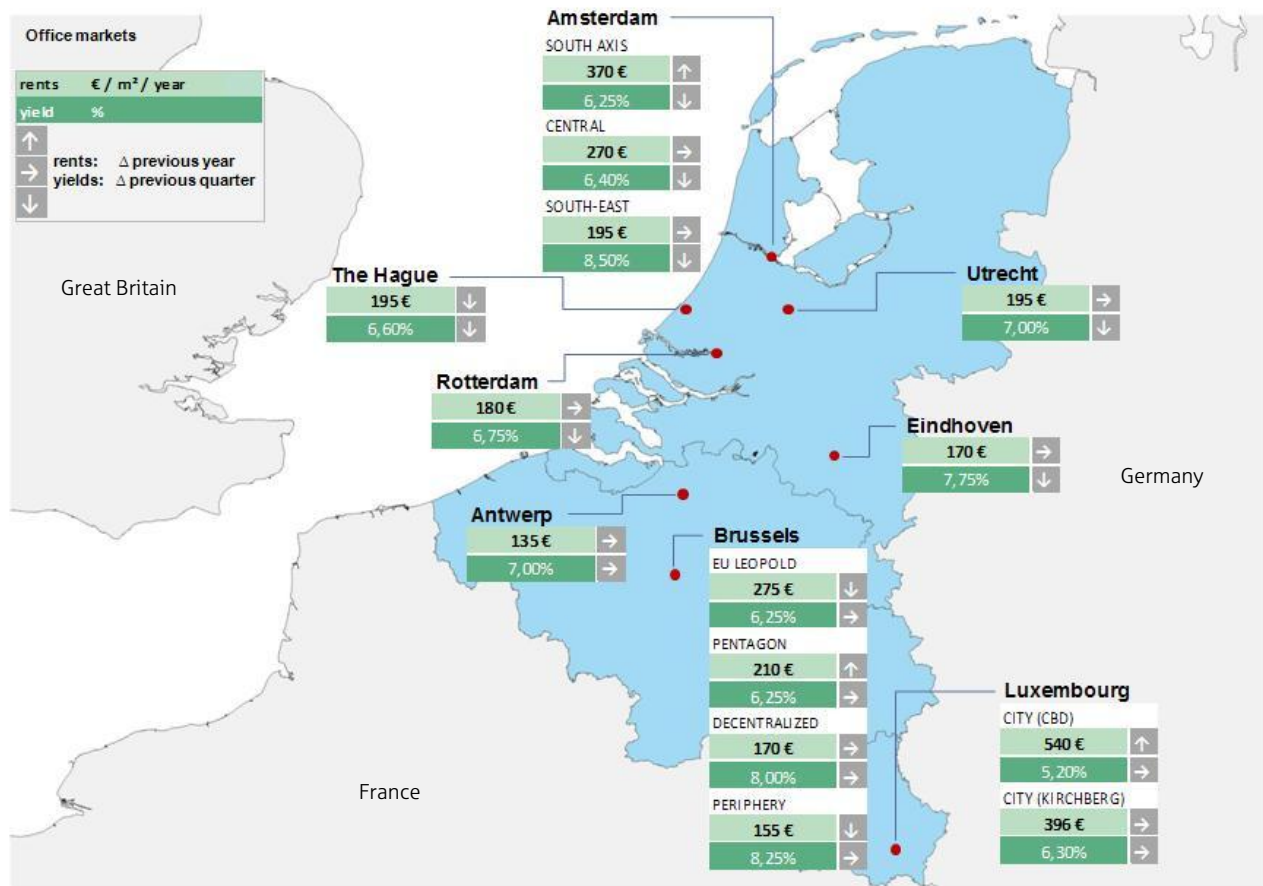 Office markets
rents € / m² / year
yield %
↑
→
↓
rents: Δ previous year
yields: Δ previous quarter
Great Britain
Amsterdam
SOUTH AXIS
370 € ↑
6,25% ↓
CENTRAL
270 € →
6,40% ↓
SOUTH-EAST
195 € →
8,50% ↓
The Hague
195 € ↓
6,60% ↓
Utrecht
195 € →
7,00% ↓
Rotterdam
180 € →
6,75% ↓
Eindhoven
170 € →
7,75% ↓
Germany
Antwerp
135 € →
7,00% →
Brussels
EU LEOPOLD
275 € ↓
6,25% →
PENTAGON
210 € ↑
6,25% →
DECENTRALIZED
170 € →
8,00% →
PERIPHERY
155 € ↓
8,25% →
Luxembourg
CITY (CBD)
540 € ↑
5,20% →
CITY (KIRCHBERG)
396 € →
6,30% →
France